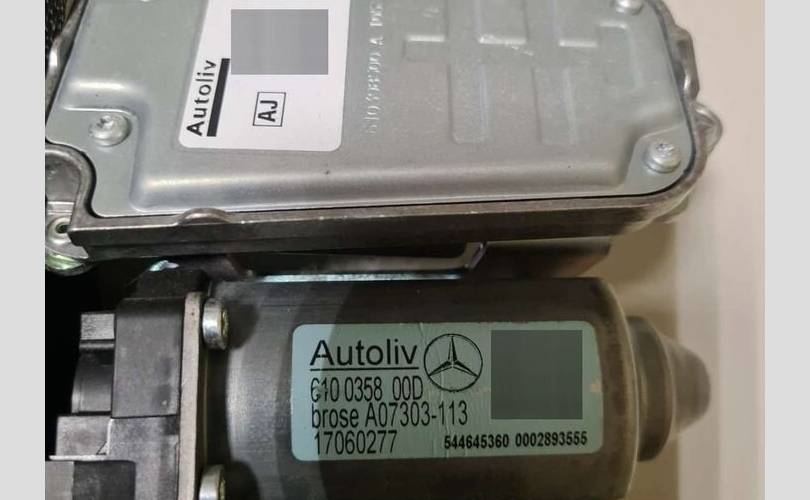 Autoliv
AJ
Autoliv
610 0358 00D
brose A07303-113
17060277
544645360 0002893555